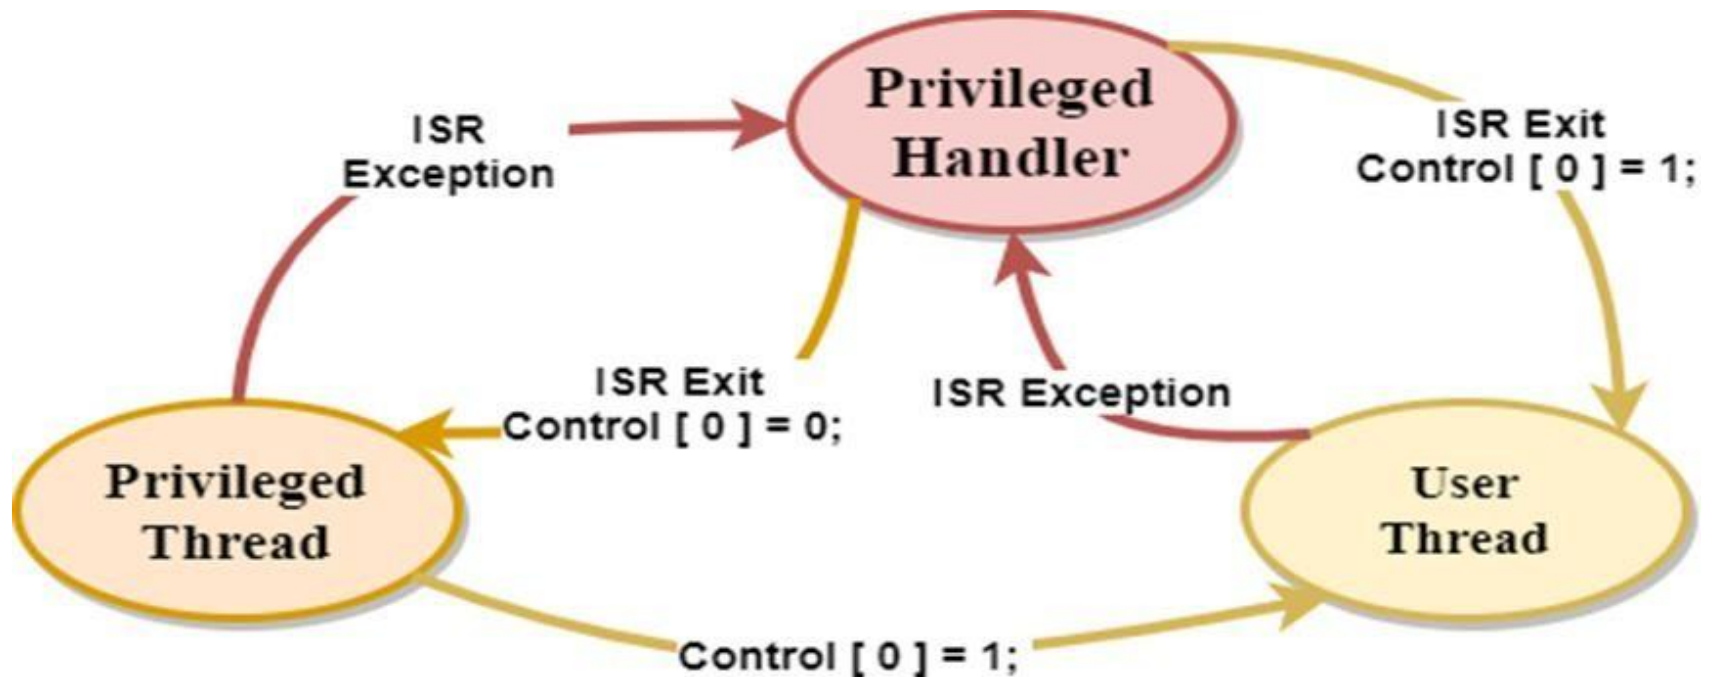 Privileged
Handler
ISR
Exception
ISR Exit
Control [ 0 ] = 1;
ISR Exit
Control [ 0 ] = 0;
ISR Exception
Privileged
Thread
User
Thread
Control [ 0 ] = 1;